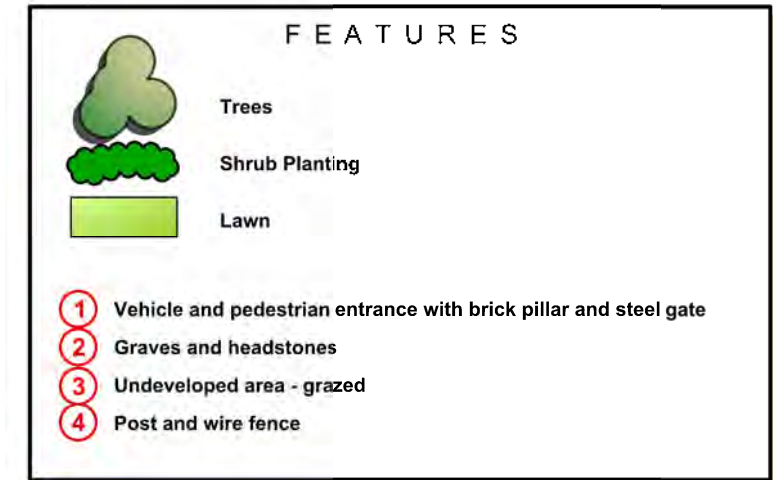 FEATURES
Trees
Shrub Planting
Lawn
1 Vehicle and pedestrian entrance with brick pillar and steel gate
2 Graves and headstones
3 Undeveloped area - grazed
4 Post and wire fence